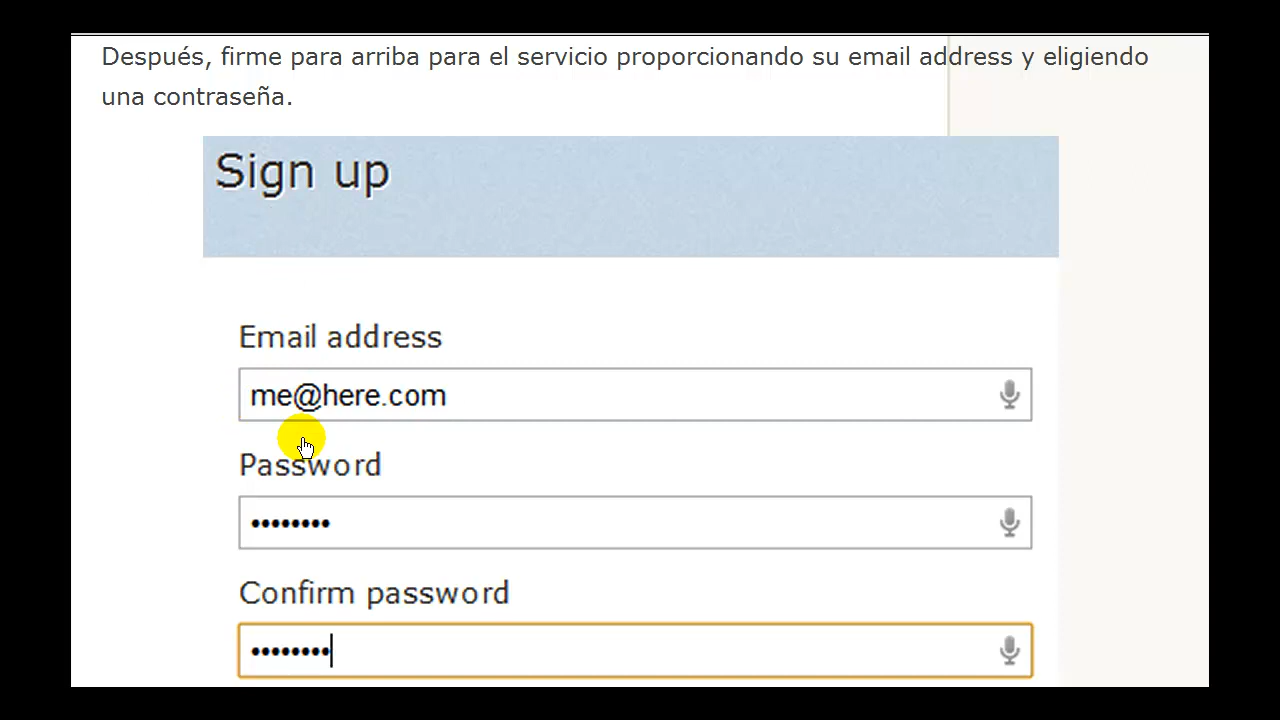 Después, firme para arriba para el servicio proporcionando su email address y eligiendo
una contraseña.
Sign up
Email address
me@here.com
Password
••••••••
Confirm password
••••••••